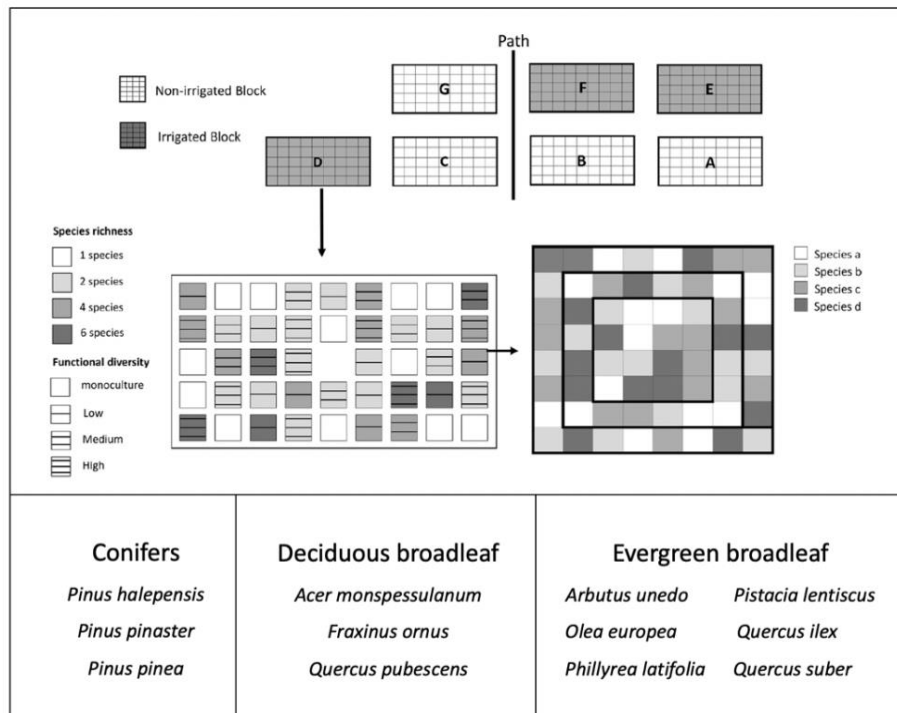 Path
Non-irrigated Block
Irrigated Block
G
F
E
D
C
B
A
Species richness
1 species
2 species
4 species
6 species
Functional diversity
monoculture
Low
Medium
High
Species a
Species b
Species c
Species d
Conifers
Pinus halepensis
Pinus pinaster
Pinus pinea
Deciduous broadleaf
Acer monspessulanum
Fraxinus ornus
Quercus pubescens
Evergreen broadleaf
Arbutus unedo
Pistacia lentiscus
Olea europea
Quercus ilex
Phillyrea latifolia
Quercus suber